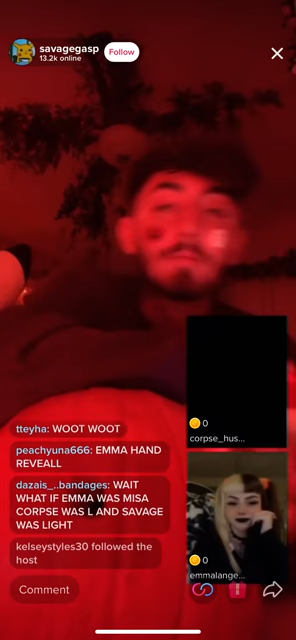 savagegasp
13.2k online
Follow
tteyha: WOOT WOOT
peachyuna666: EMMA HAND
REVEALL
dazais_..bandages: WAIT
WHAT IF EMMA WAS MISA
CORPSE WAS L AND SAVAGE
WAS LIGHT
kelseystyles30 followed the
host
Comment
0
corpse_hus...
0
emmalange...